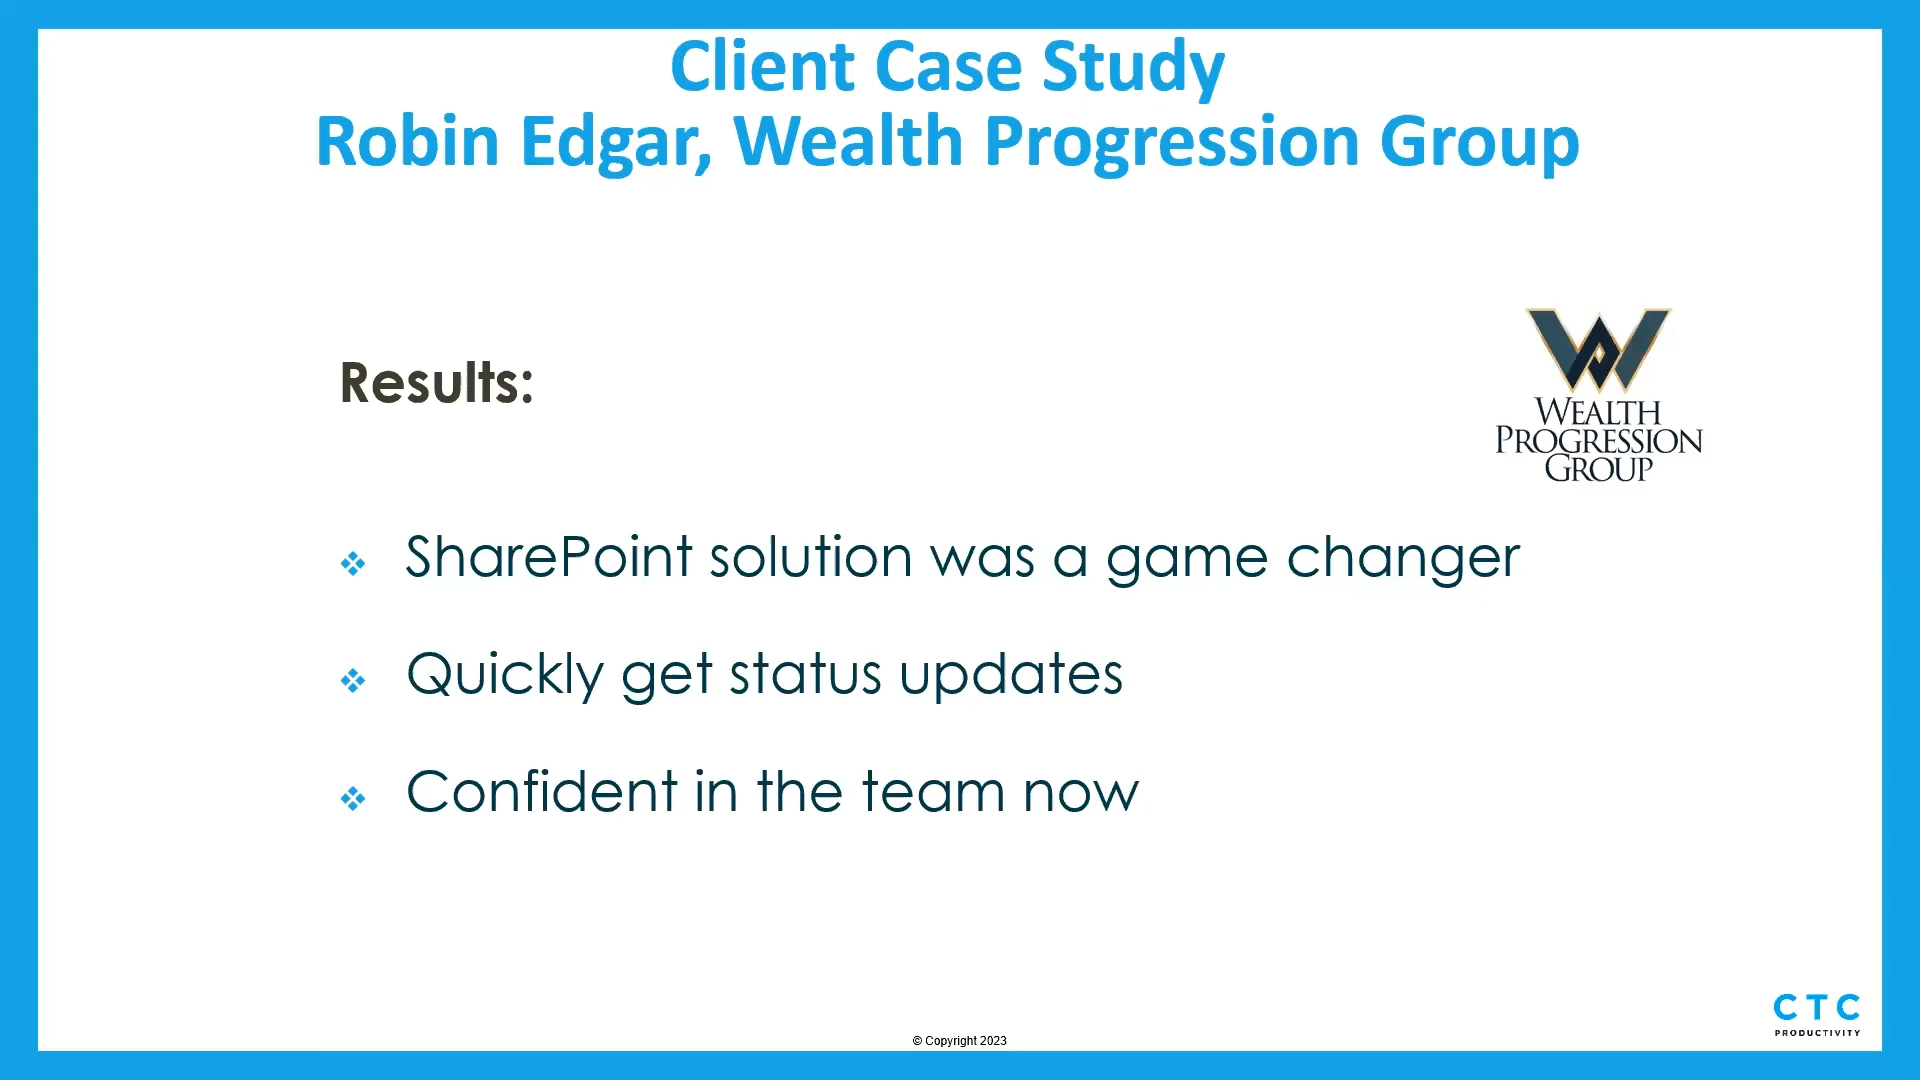 Client Case Study
Robin Edgar, Wealth Progression Group
Results:
WEALTH
PROGRESSION
GROUP
SharePoint solution was a game changer
Quickly get status updates
Confident in the team now
CTC
PRODUCTIVITY
© Copyright 2023